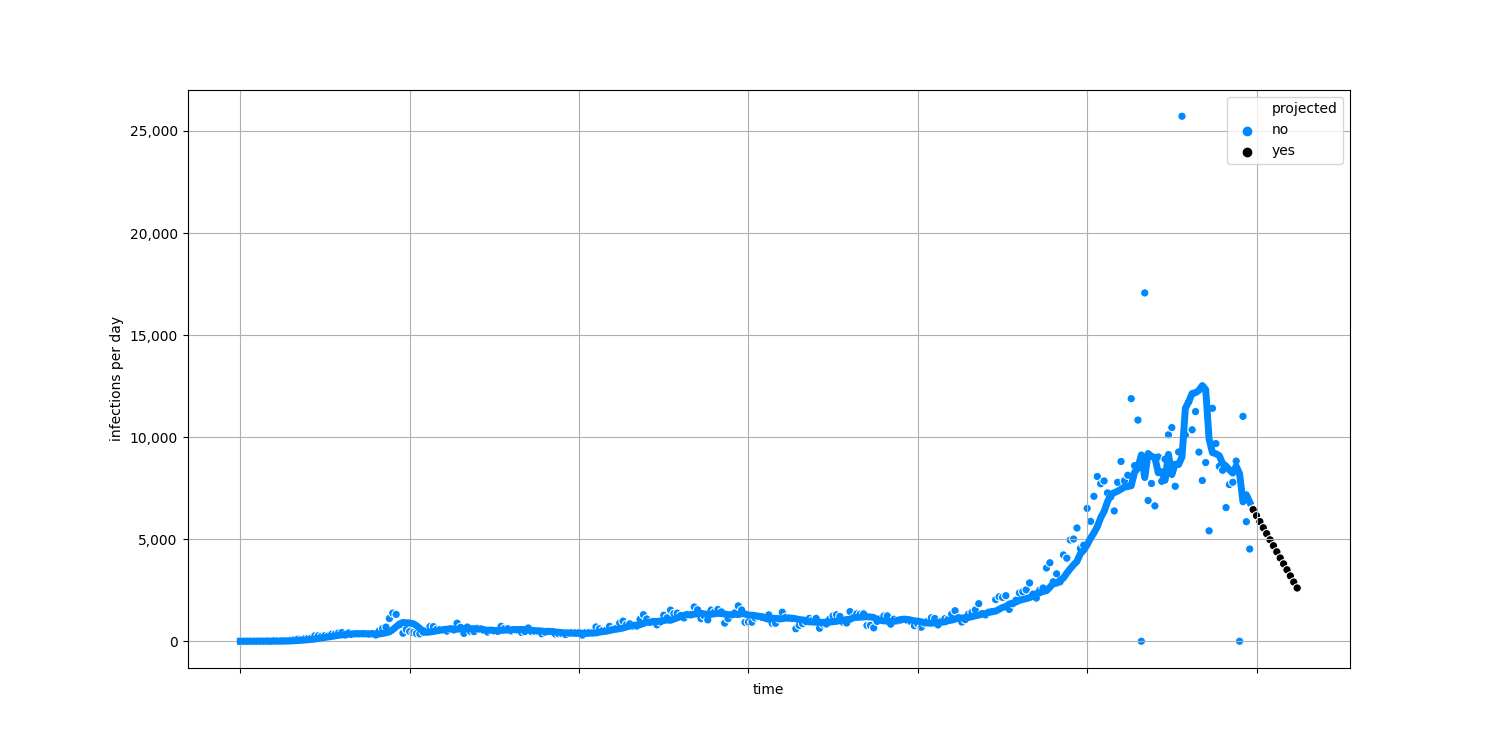 projected
no
yes
25,000
20,000
15,000
10,000
5,000
0
infections per day
time